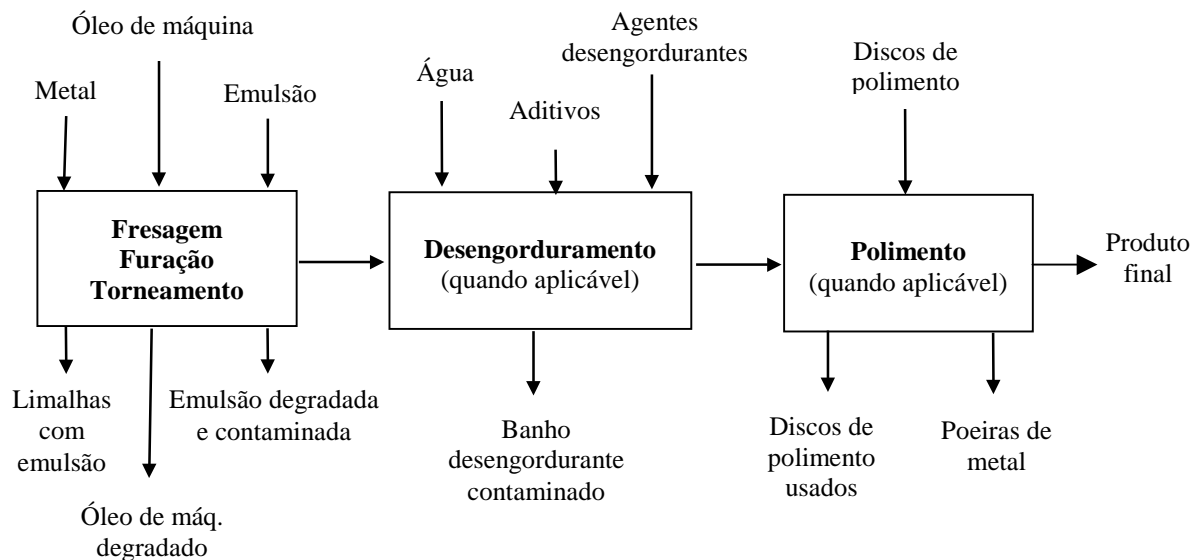 Óleo de máquina
Metal
Emulsão
Água
Aditivos
Agentes
desengordurantes
Discos de
polimento
Fresagem
Furação
Torneamento
Desengorduramento
(quando aplicável)
Polimento
(quando aplicável)
Produto
final
Limalhas
com
emulsão
Óleo de máq.
degradado
Emulsão degradada
e contaminada
Banho
desengordurante
contaminado
Discos de
polimento
usados
Poeiras de
metal